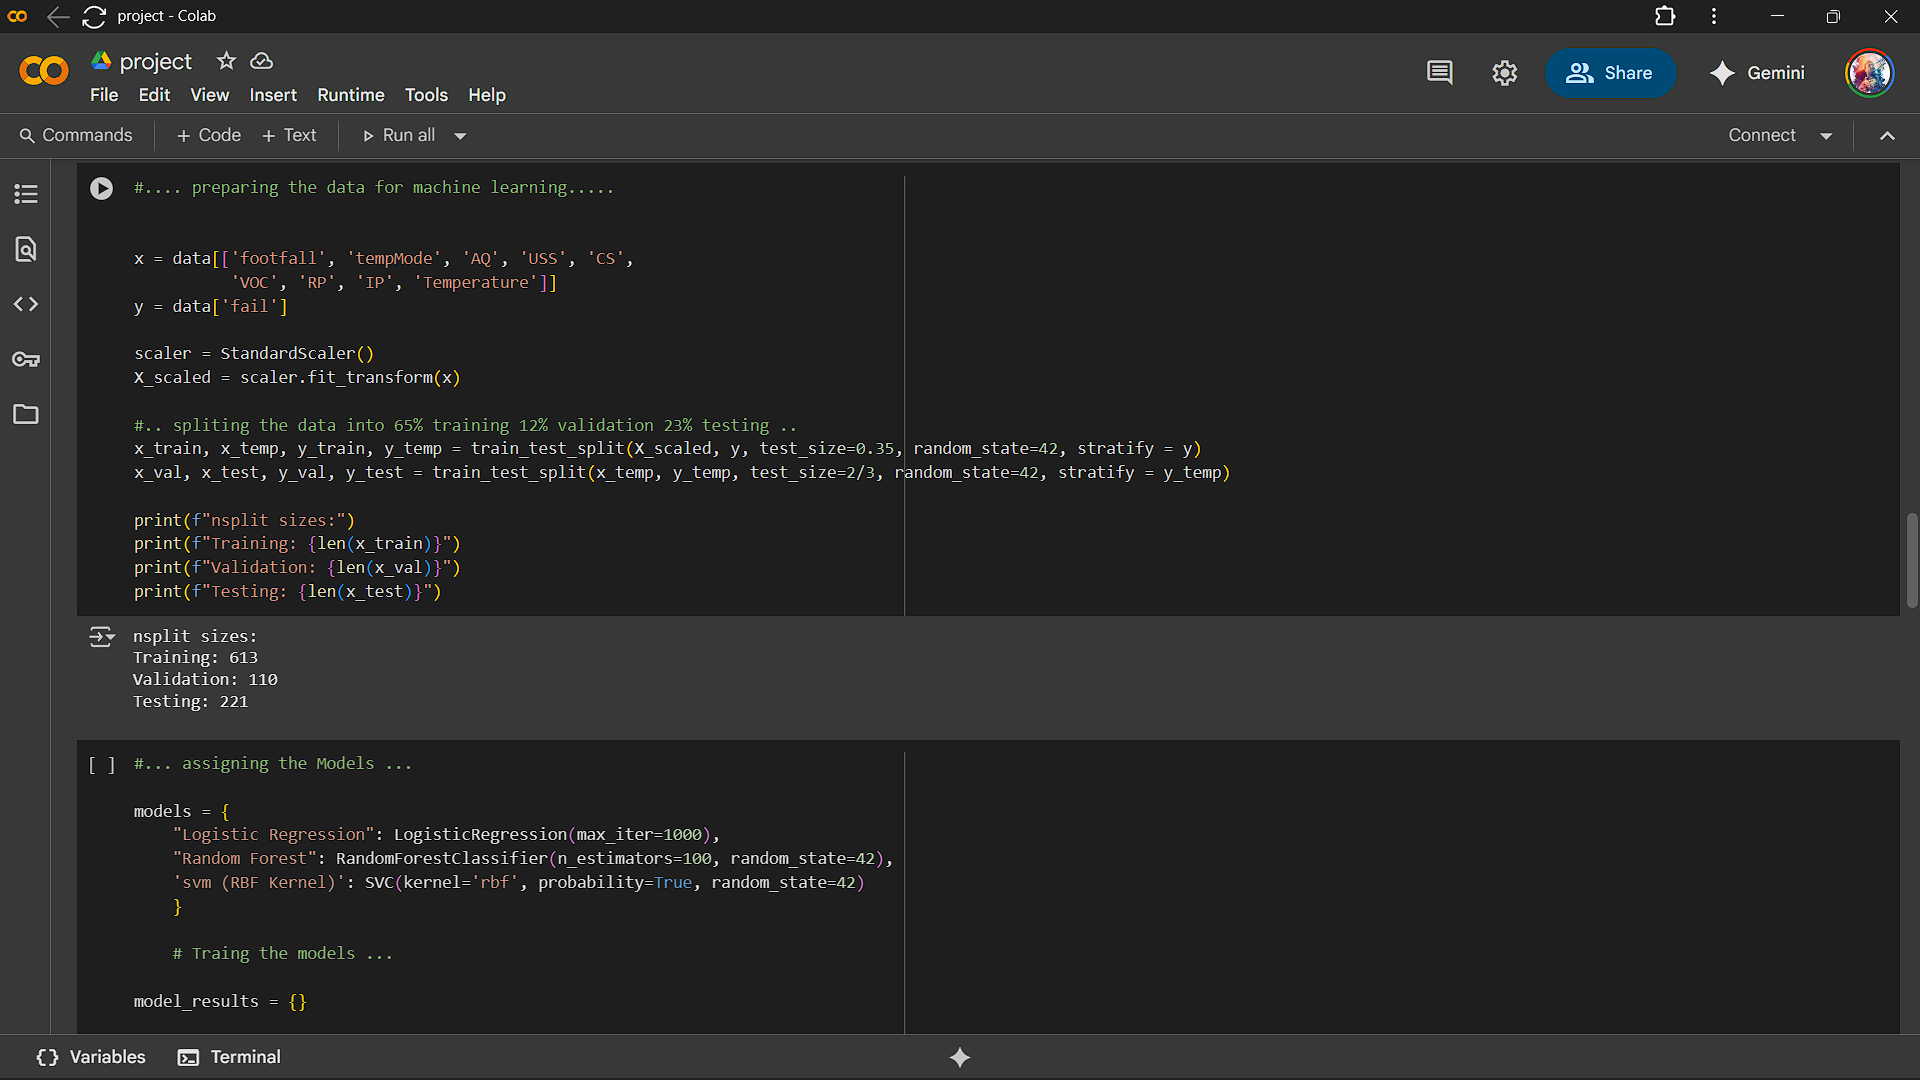 project - Colab
project
File Edit View Insert Runtime Tools Help
Share
Gemini
Commands + Code + Text Run all
Connect
#.... preparing the data for machine learning.....
x = data[['footfall', 'tempMode', 'AQ', 'USS', 'CS',
'VOC', 'RP', 'IP', 'Temperature']]
y = data['fail']
scaler = StandardScaler()
X_scaled = scaler.fit_transform(x)
#.. spliting the data into 65% training 12% validation 23% testing ..
x_train, x_temp, y_train, y_temp = train_test_split(X_scaled, y, test_size=0.35, random_state=42, stratify = y)
x_val, x_test, y_val, y_test = train_test_split(x_temp, y_temp, test_size=2/3, random_state=42, stratify = y_temp)
print(f"nsplit sizes:")
print(f"Training: {len(x_train)}")
print(f"Validation: {len(x_val)}")
print(f"Testing: {len(x_test)}")
nsplit sizes:
Training: 613
Validation: 110
Testing: 221
[ ] #... assigning the Models ...
models = {
"Logistic Regression": LogisticRegression(max_iter=1000),
"Random Forest": RandomForestClassifier(n_estimators=100, random_state=42),
'svm (RBF Kernel)': SVC(kernel='rbf', probability=True, random_state=42)
}
# Traing the models ...
model_results = {}
Variables Terminal